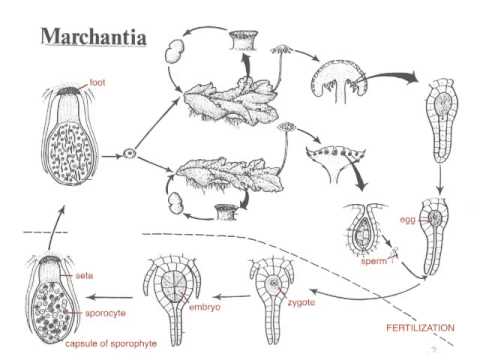 Marchantia
foot
egg
sperm
seta
sporocyte
embryo
zygote
capsule of sporophyte
FERTILIZATION